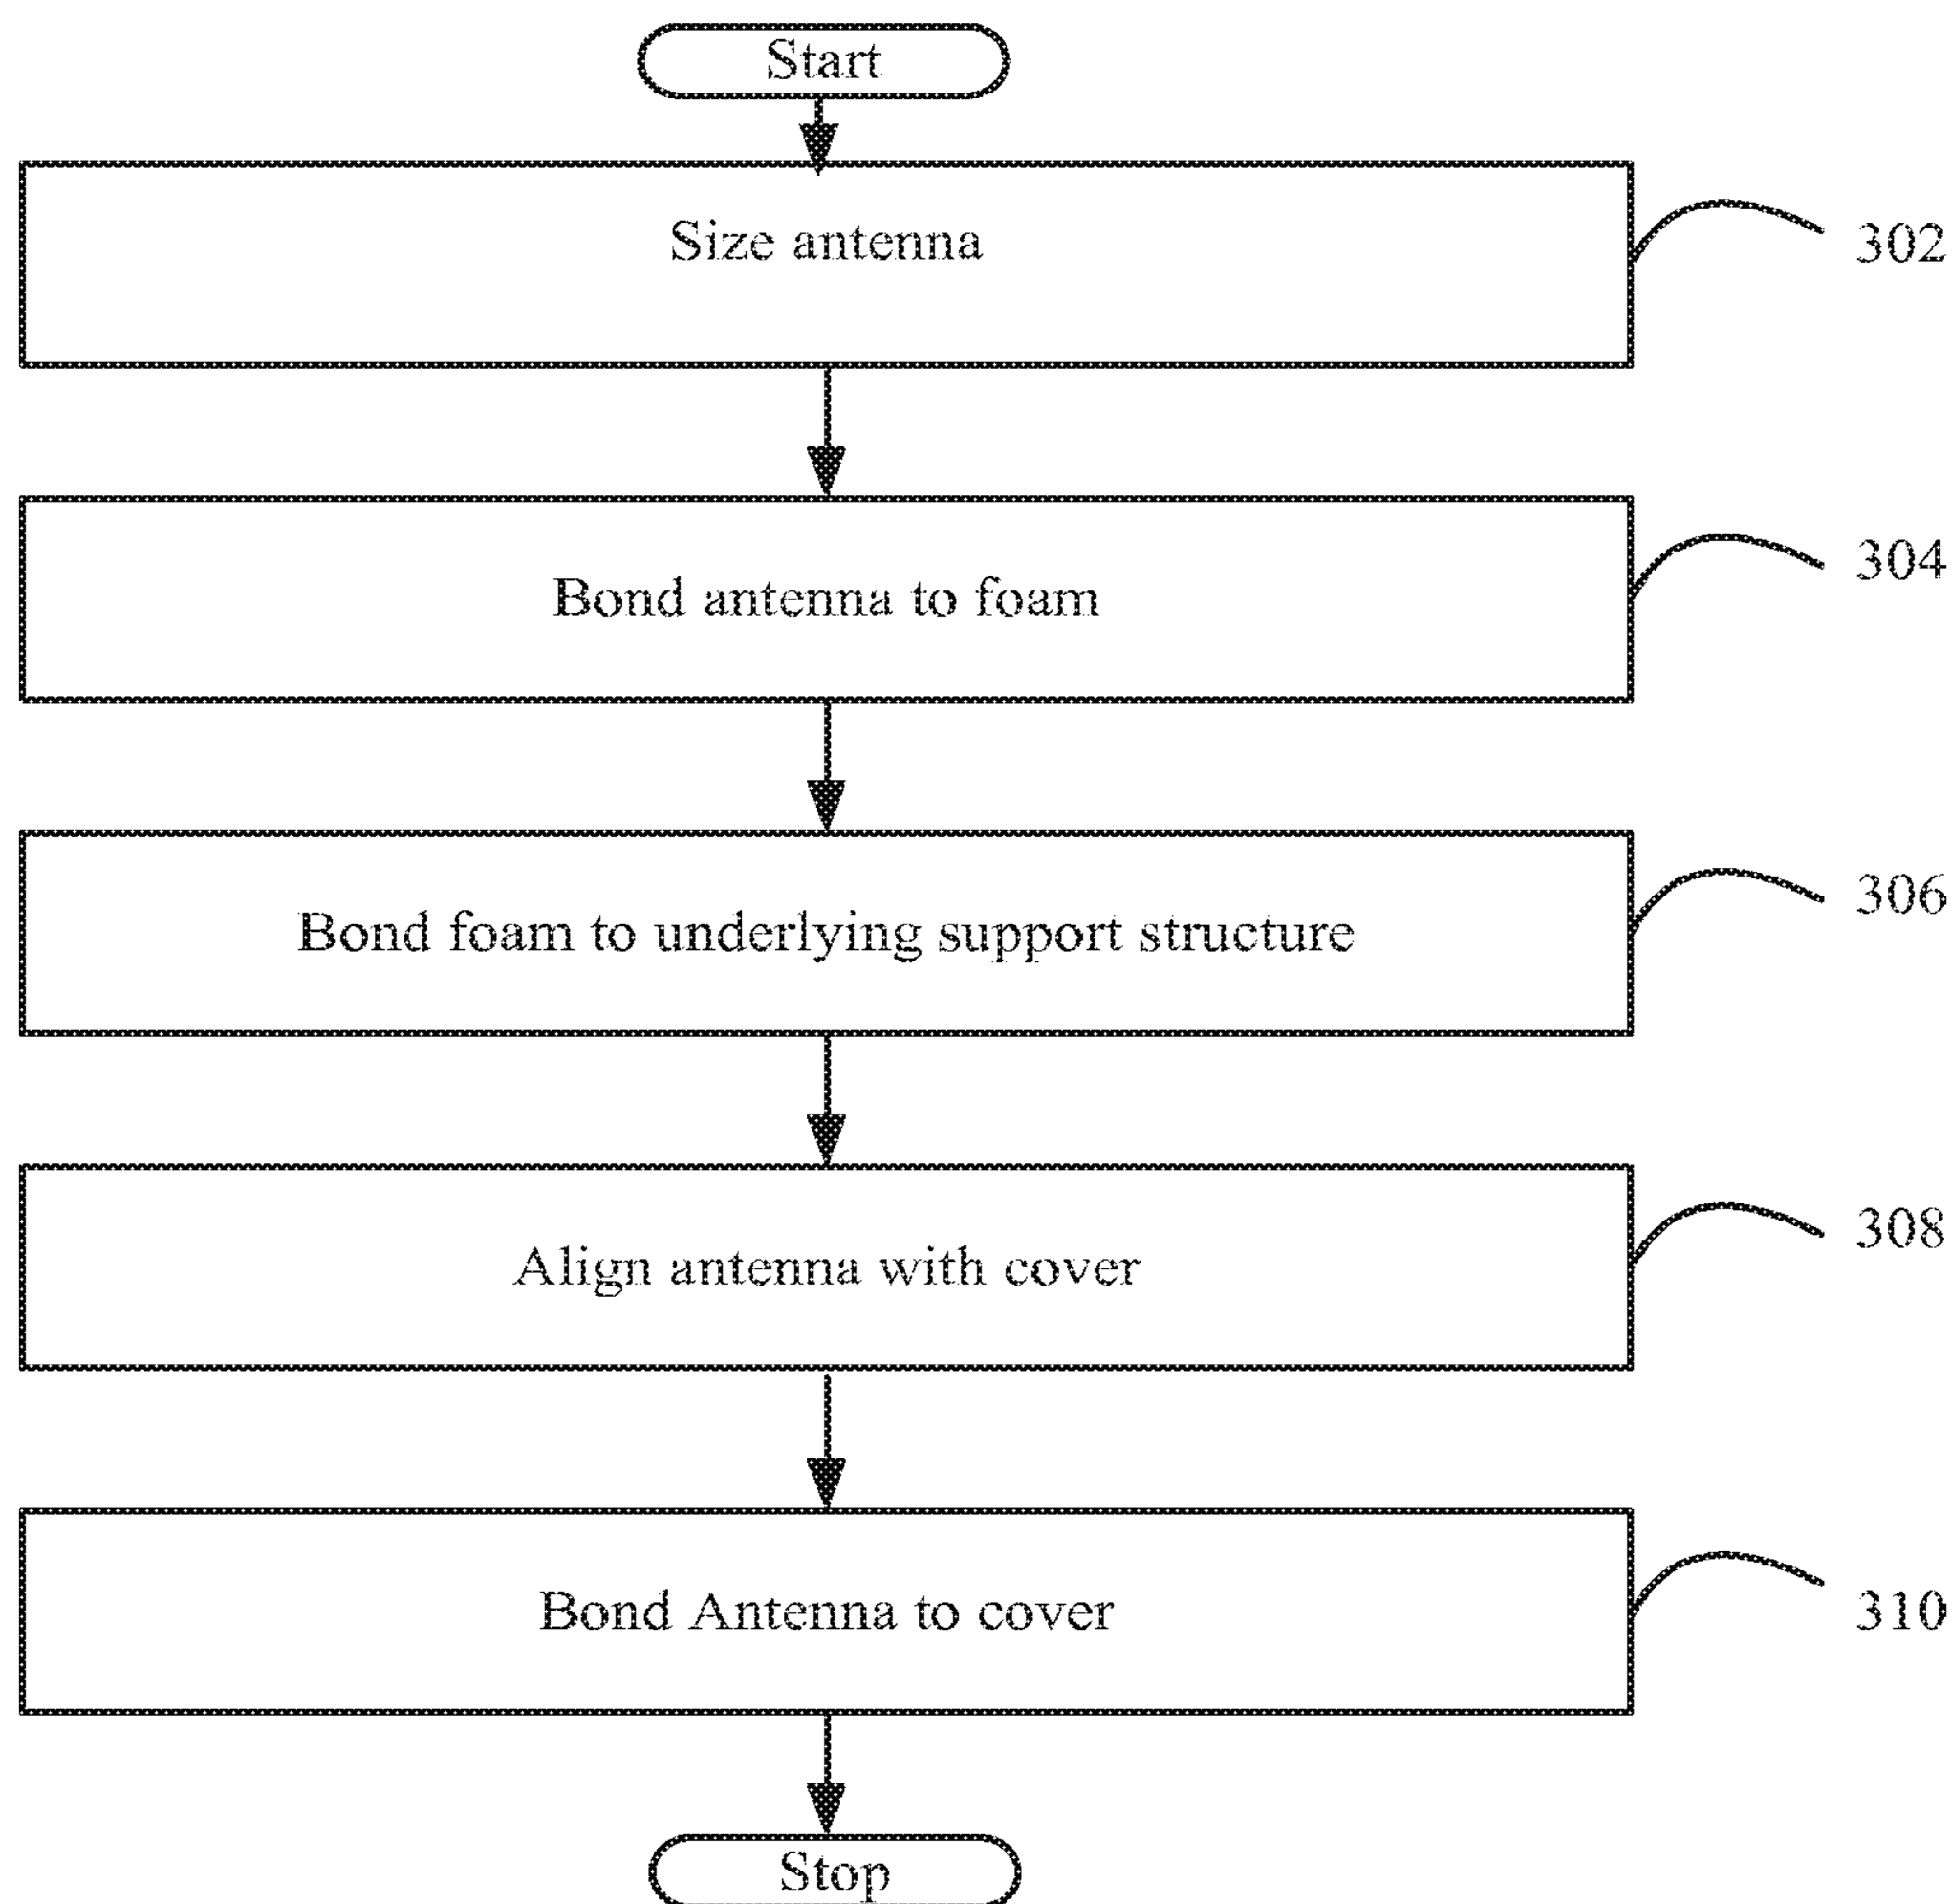 Start
Size antenna
302
Bond antenna to foam
304
Bond foam to underlying support structure
306
Align antenna with cover
308
Bond Antenna to cover
310
Stop